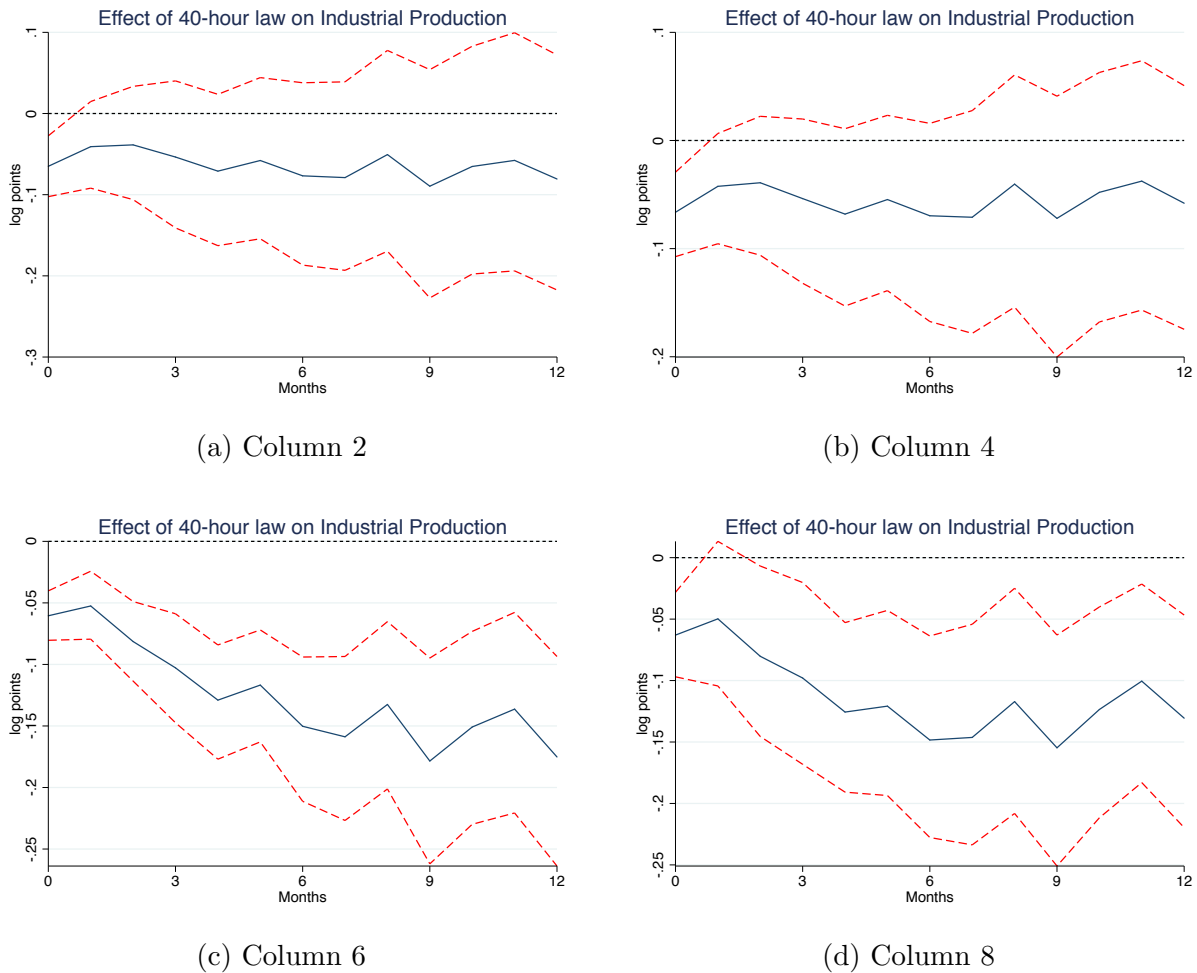 Effect of 40-hour law on Industrial Production
.1
0
-.1
-.2
-.3
log points
0 3 6 9 12
Months
(a) Column 2
Effect of 40-hour law on Industrial Production
.1
0
-.1
-.2
log points
0 3 6 9 12
Months
(b) Column 4
Effect of 40-hour law on Industrial Production
0
-.05
-.1
-.15
-.2
-.25
log points
0 3 6 9 12
Months
(c) Column 6
Effect of 40-hour law on Industrial Production
0
-.05
-.1
-.15
-.2
-.25
log points
0 3 6 9 12
Months
(d) Column 8